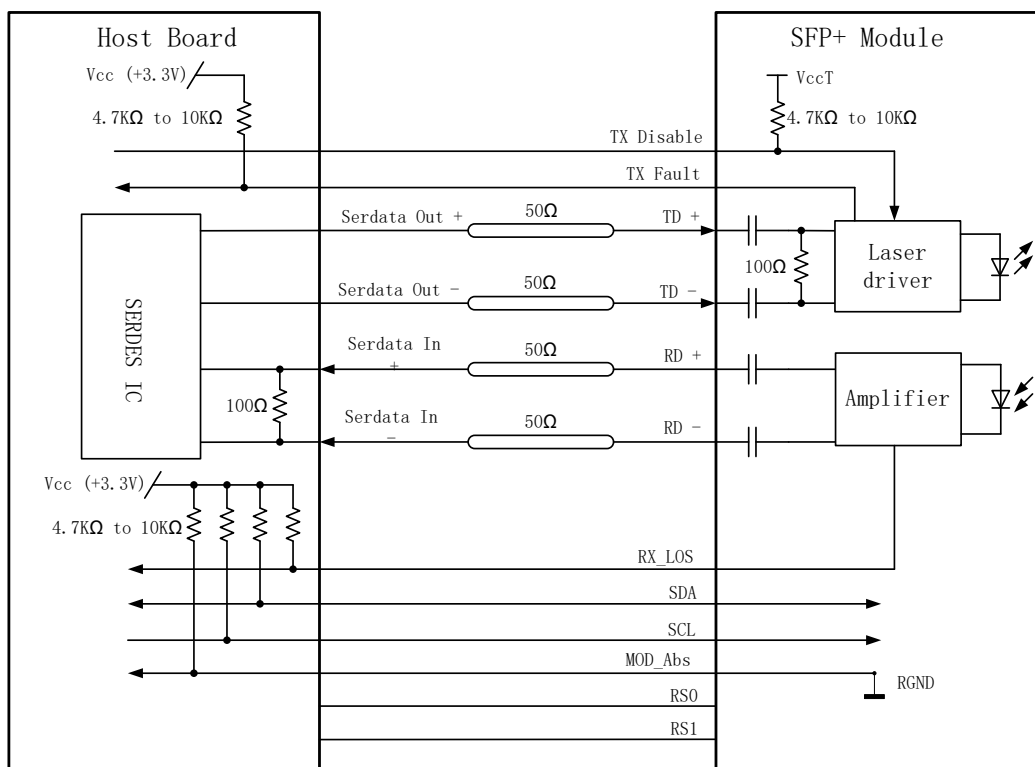 Host Board
SFP+ Module
Vcc (+3.3V)
VccT
4.7KΩ to 10KΩ
4.7KΩ to 10KΩ
TX Disable
TX Fault
Serdata Out +
50Ω
TD +
Laser
driver
100Ω
Serdata Out -
50Ω
TD -
SERDES IC
Serdata In
+
50Ω
RD +
100Ω
Amplifier
Serdata In
-
50Ω
RD -
Vcc (+3.3V)
4.7KΩ to 10KΩ
RX_LOS
SDA
SCL
MOD_Abs
RGND
RS0
RS1